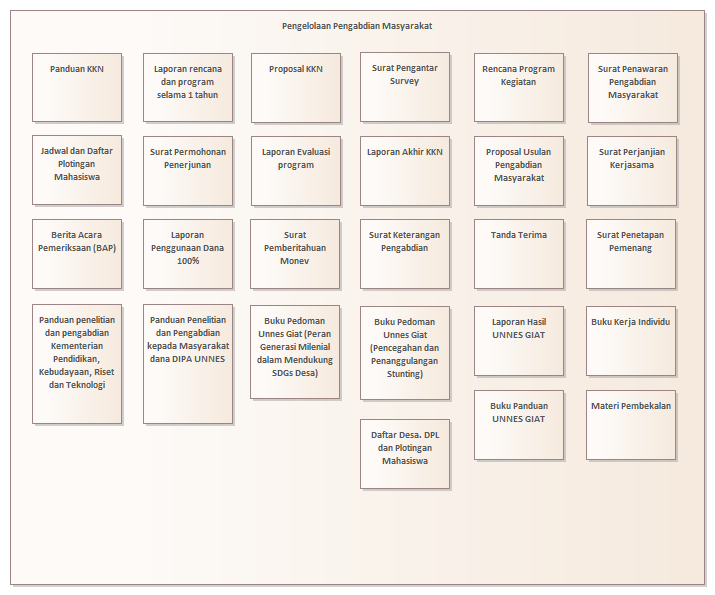 Pengelolaan Pengabdian Masyarakat
Panduan KKN
Laporan rencana
dan program
selama 1 tahun
Proposal KKN
Surat Pengantar
Survey
Rencana Program
Kegiatan
Surat Penawaran
Pengabdian
Masyarakat
Jadwal dan Daftar
Plotingan
Mahasiswa
Surat Permohonan
Penerjunan
Laporan Evaluasi
program
Laporan Akhir KKN
Proposal Usulan
Pengabdian
Masyarakat
Surat Perjanjian
Kerjasama
Berita Acara
Pemeriksaan (BAP)
Laporan
Penggunaan Dana
100%
Surat
Pemberitahuan
Monev
Surat Keterangan
Pengabdian
Tanda Terima
Surat Penetapan
Pemenang
Panduan penelitian
dan pengabdian
Kementerian
Pendidikan,
Kebudayaan, Riset
dan Teknologi
Panduan Penelitian
dan Pengabdian
kepada Masyarakat
dana DIPA UNNES
Buku Pedoman
Unnes Giat (Peran
Generasi Milenial
dalam Mendukung
SDGs Desa)
Buku Pedoman
Unnes Giat
(Pencegahan dan
Penanggulangan
Stunting)
Laporan Hasil
UNNES GIAT
Buku Kerja Individu
Buku Panduan
UNNES GIAT
Materi Pembekalan
Daftar Desa. DPL
dan Plotingan
Mahasiswa